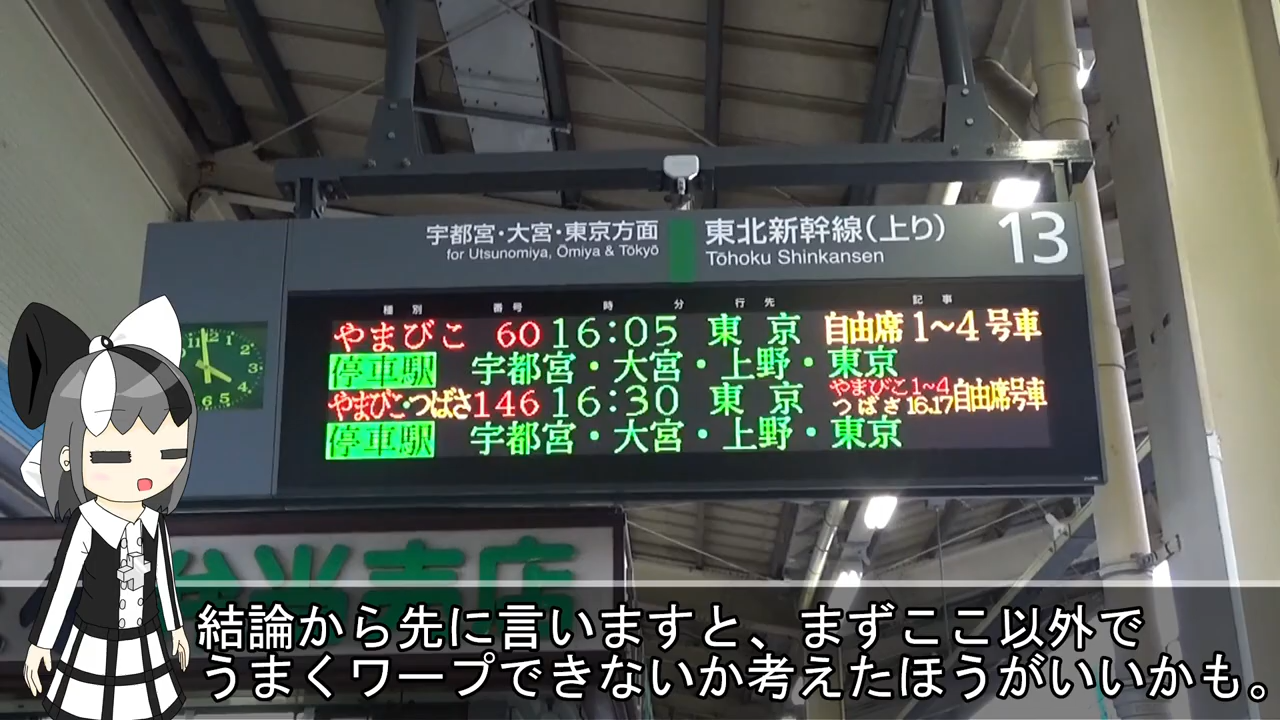 宇都宮・大宮・東京方面
for Utsunomiya, Ōmiya & Tōkyō
東北新幹線(上り)
Tōhoku Shinkansen
13
種別 番号 時 分 行先 記事
やまびこ 60 16:05 東京 自由席 1~4号車
停車駅 宇都宮・大宮・上野・東京
やまびこ・つばさ 146 16:30 東京 やまびこ1~4 つばさ16.17 自由席号車
停車駅 宇都宮・大宮・上野・東京
弁当売店
結論から先に言いますと、まずここ以外で
うまくワープできないか考えたほうがいいかも。